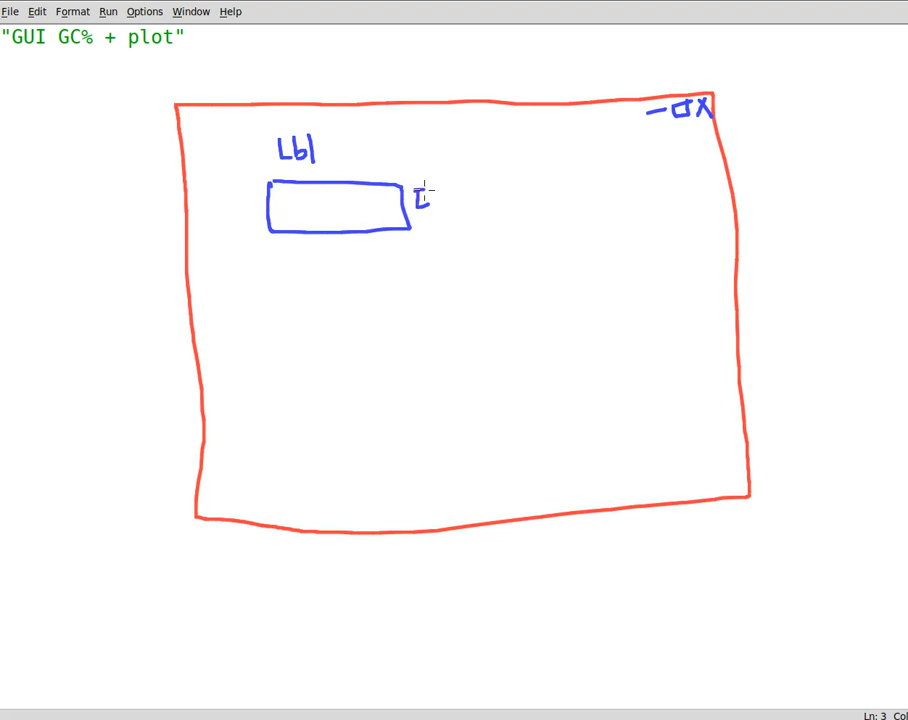 File Edit Format Run Options Window Help
"GUI GC% + plot"
Lbl
Ln: 3 Col